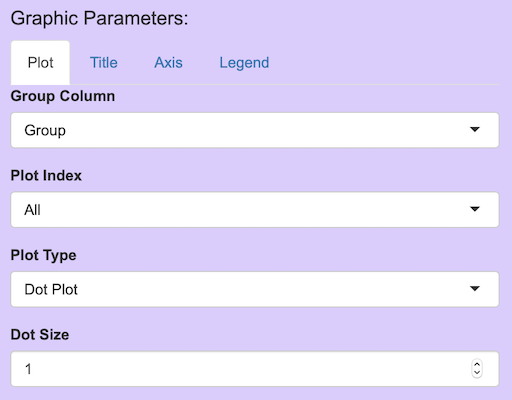 Graphic Parameters:
Plot Title Axis Legend
Group Column
Group
Plot Index
All
Plot Type
Dot Plot
Dot Size
1